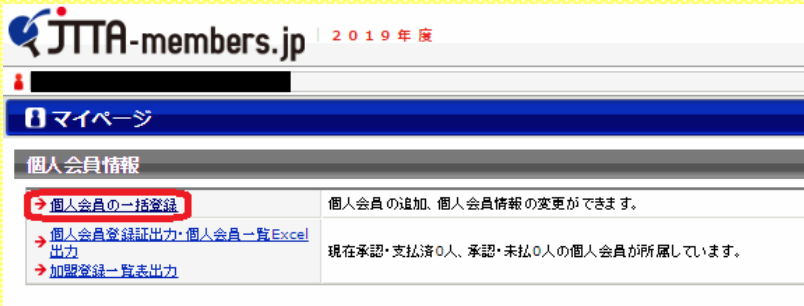 JTTA-members.jp 2019年度
マイページ
個人会員情報
個人会員の一括登録 個人会員の追加、個人会員情報の変更ができます。
個人会員登録証出力・個人会員一覧Excel
出力
現在承認・支払済0人、承認・未払0人の個人会員が所属しています。
加盟登録一覧表出力